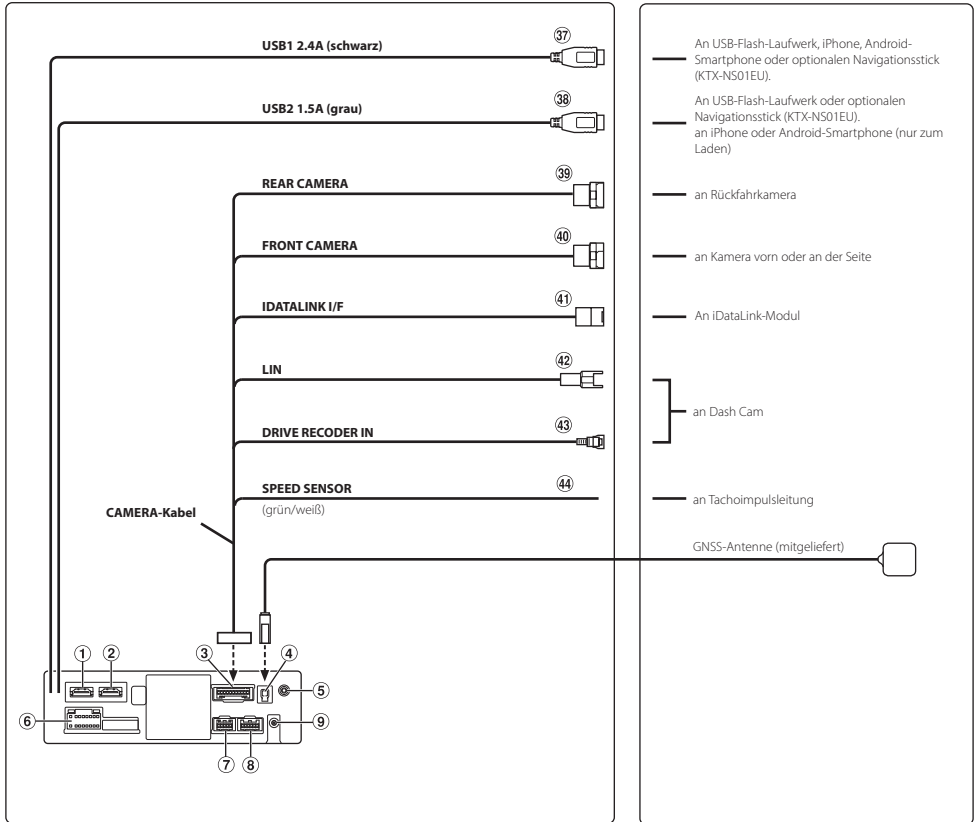 USB1 2.4A (schwarz)
㊲
An USB-Flash-Laufwerk, iPhone, Android-
Smartphone oder optionalen Navigationsstick
(KTX-NS01EU).
USB2 1.5A (grau)
㊳
An USB-Flash-Laufwerk oder optionalen
Navigationsstick (KTX-NS01EU).
an iPhone oder Android-Smartphone (nur zum
Laden)
REAR CAMERA
㊴
an Rückfahrkamera
FRONT CAMERA
㊵
an Kamera vorn oder an der Seite
IDATALINK I/F
㊶
An iDataLink-Modul
LIN
㊷
an Dash Cam
DRIVE RECODER IN
㊸
SPEED SENSOR
(grün/weiß)
㊹
an Tachoimpulsleitung
CAMERA-Kabel
GNSS-Antenne (mitgeliefert)
① ② ③ ④ ⑤
⑥ ⑨
⑦ ⑧